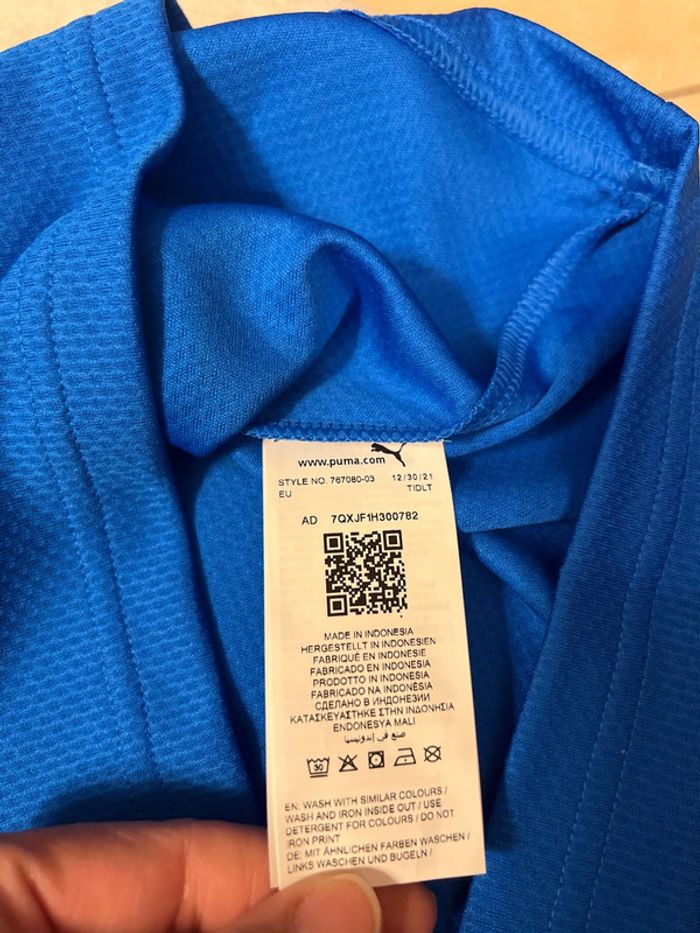 www.puma.com
STYLE NO. 767080-03 12/30/21
EU TIDLT
AD 7QXJF1H300782
MADE IN INDONESIA
HERGESTELLT IN INDONESIEN
FABRIQUÉ EN INDONÉSIE
FABRICADO EN INDONESIA
PRODOTTO IN INDONESIA
FABRICADO NA INDONÉSIA
СДЕЛАНО В ИНДОНЕЗИИ
ΚΑΤΑΣΚΕΥΑΣΤΗΚΕ ΣΤΗΝ ΙΝΔΟΝΗΣΙΑ
ENDONESYA MALI
صنع في إندونيسيا
30
EN: WASH WITH SIMILAR COLOURS /
WASH AND IRON INSIDE OUT / USE
DETERGENT FOR COLOURS / DO NOT
IRON PRINT
DE: MIT ÄHNLICHEN FARBEN WASCHEN /
LINKS WASCHEN UND BÜGELN /